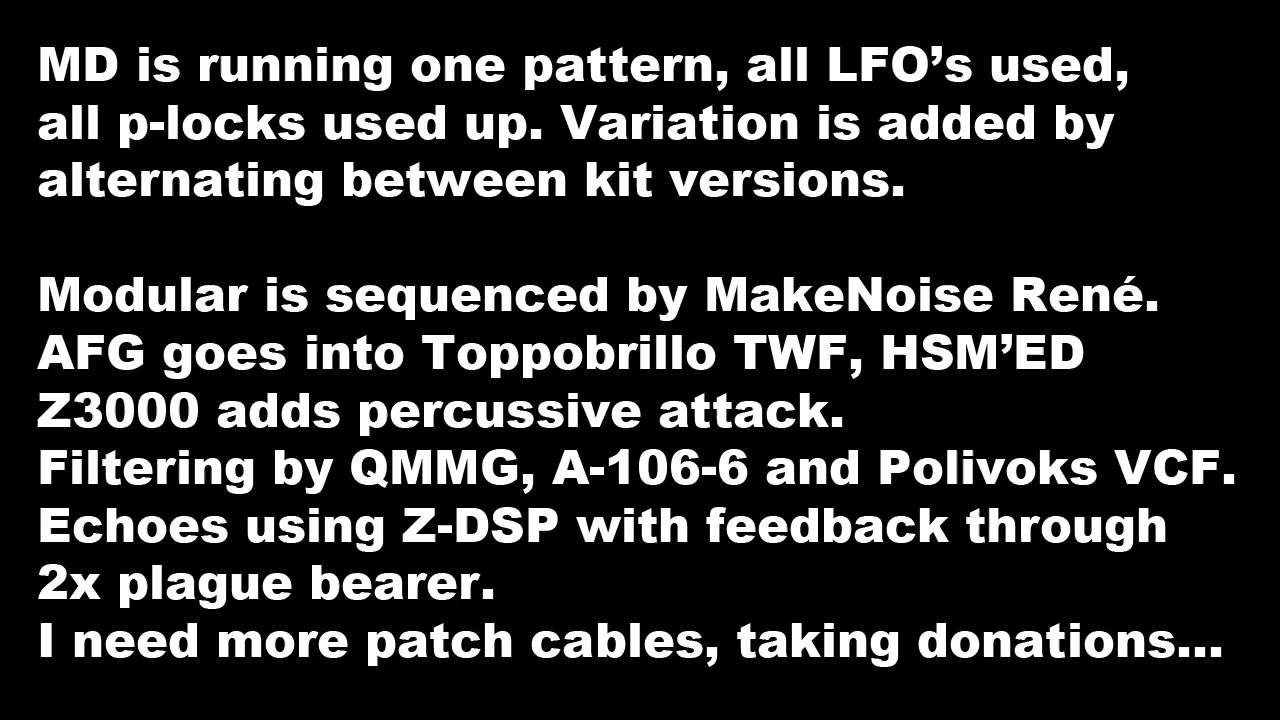 MD is running one pattern, all LFO’s used,
all p-locks used up. Variation is added by
alternating between kit versions.
Modular is sequenced by MakeNoise René.
AFG goes into Toppobrillo TWF, HSM’ED
Z3000 adds percussive attack.
Filtering by QMMG, A-106-6 and Polivoks VCF.
Echoes using Z-DSP with feedback through
2x plague bearer.
I need more patch cables, taking donations...